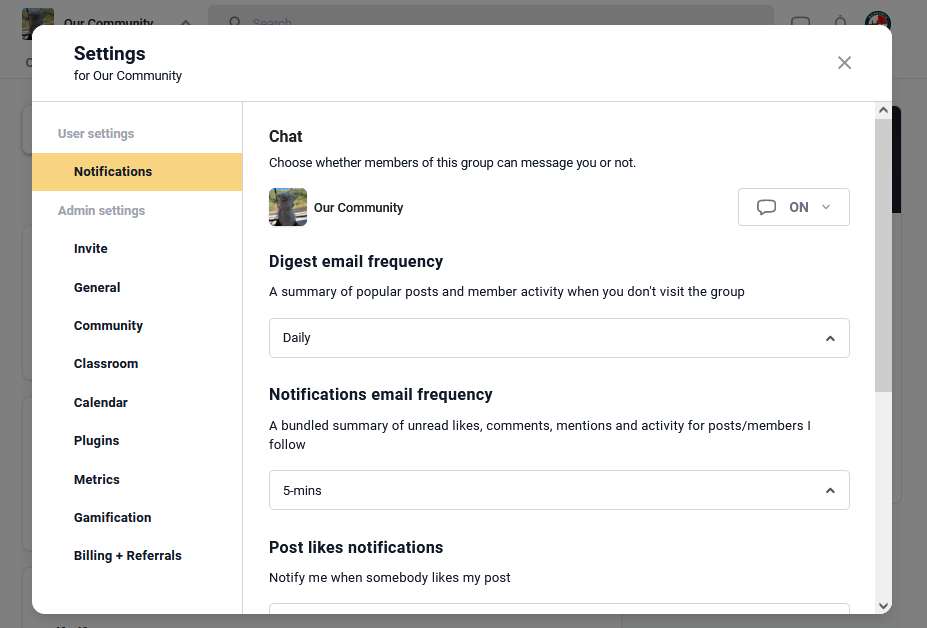 Our Community
Search
Settings
for Our Community
User settings
Notifications
Admin settings
Invite
General
Community
Classroom
Calendar
Plugins
Metrics
Gamification
Billing + Referrals
Chat
Choose whether members of this group can message you or not.
Our Community
ON
Digest email frequency
A summary of popular posts and member activity when you don't visit the group
Daily
Notifications email frequency
A bundled summary of unread likes, comments, mentions and activity for posts/members I
follow
5-mins
Post likes notifications
Notify me when somebody likes my post